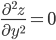 ∂²z/∂y² = 0